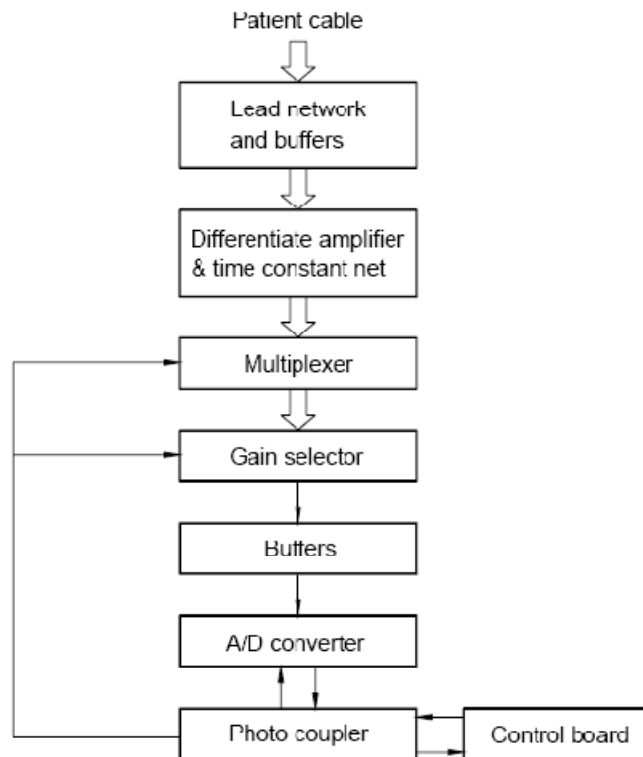 Patient cable
Lead network
and buffers
Differentiate amplifier
& time constant net
Multiplexer
Gain selector
Buffers
A/D converter
Photo coupler
Control board